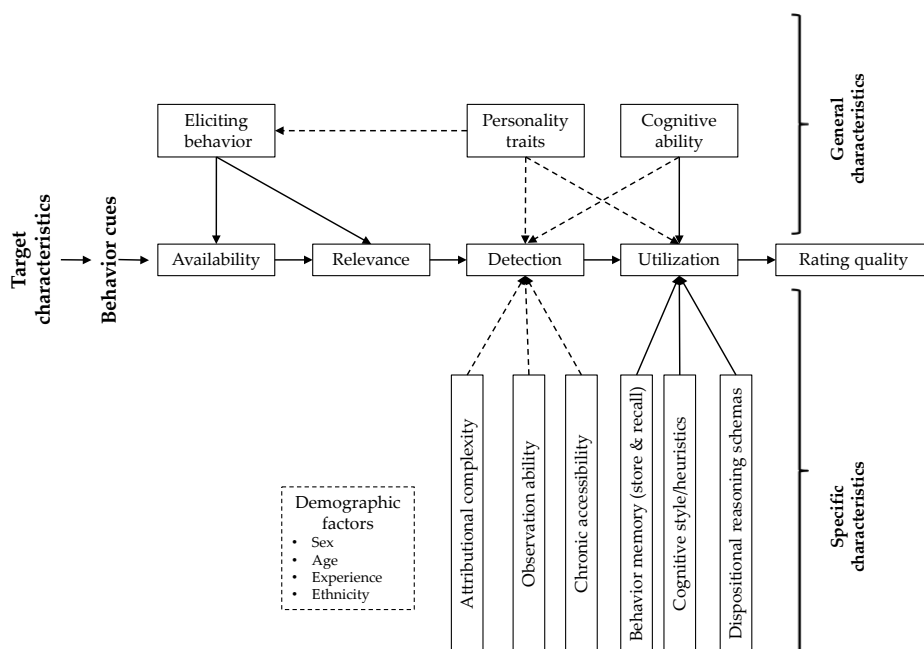 Eliciting
behavior
Personality
traits
Cognitive
ability
General
characteristics
Target
characteristics
Behavior cues
Availability
Relevance
Detection
Utilization
Rating quality
Attributional complexity
Observation ability
Chronic accessibility
Behavior memory (store & recall)
Cognitive style/heuristics
Dispositional reasoning schemas
Specific
characteristics
Demographic
factors
• Sex
• Age
• Experience
• Ethnicity